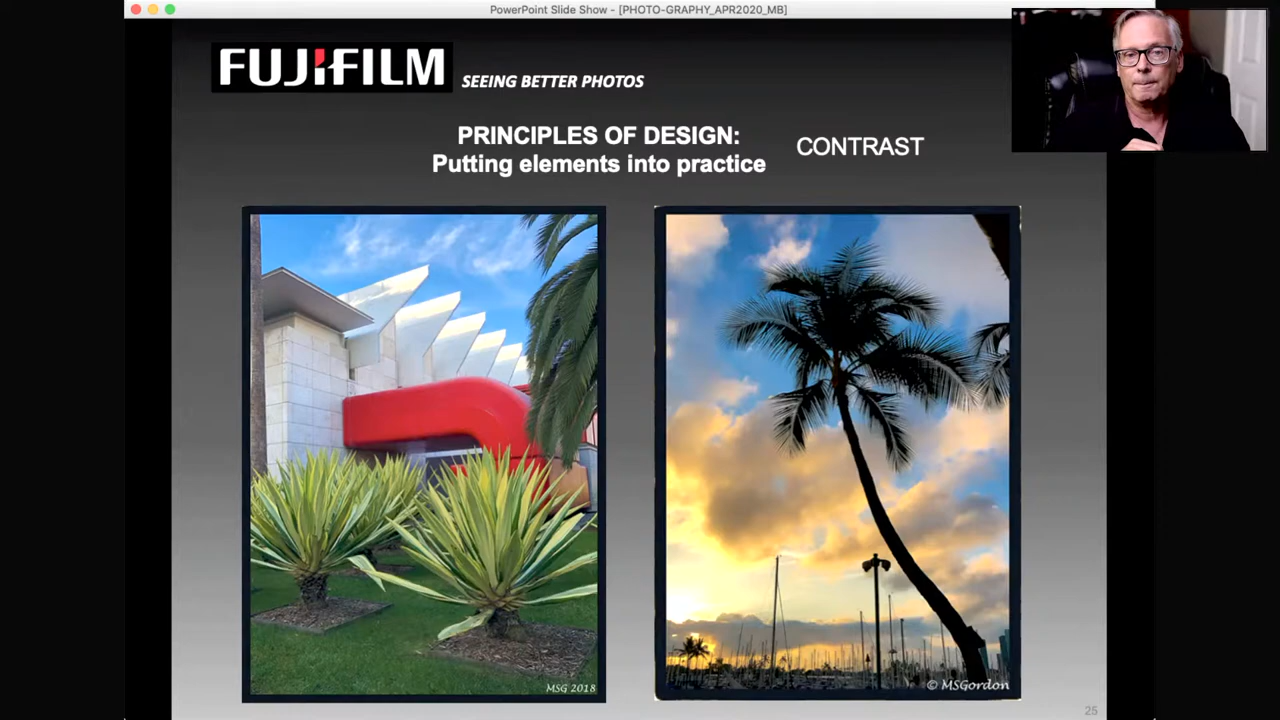 PowerPoint Slide Show - [PHOTO-GRAPHY_APR2020_MB]
FUJIFILM
SEEING BETTER PHOTOS
PRINCIPLES OF DESIGN:
Putting elements into practice
CONTRAST
MSG 2018
© MSGordon
25